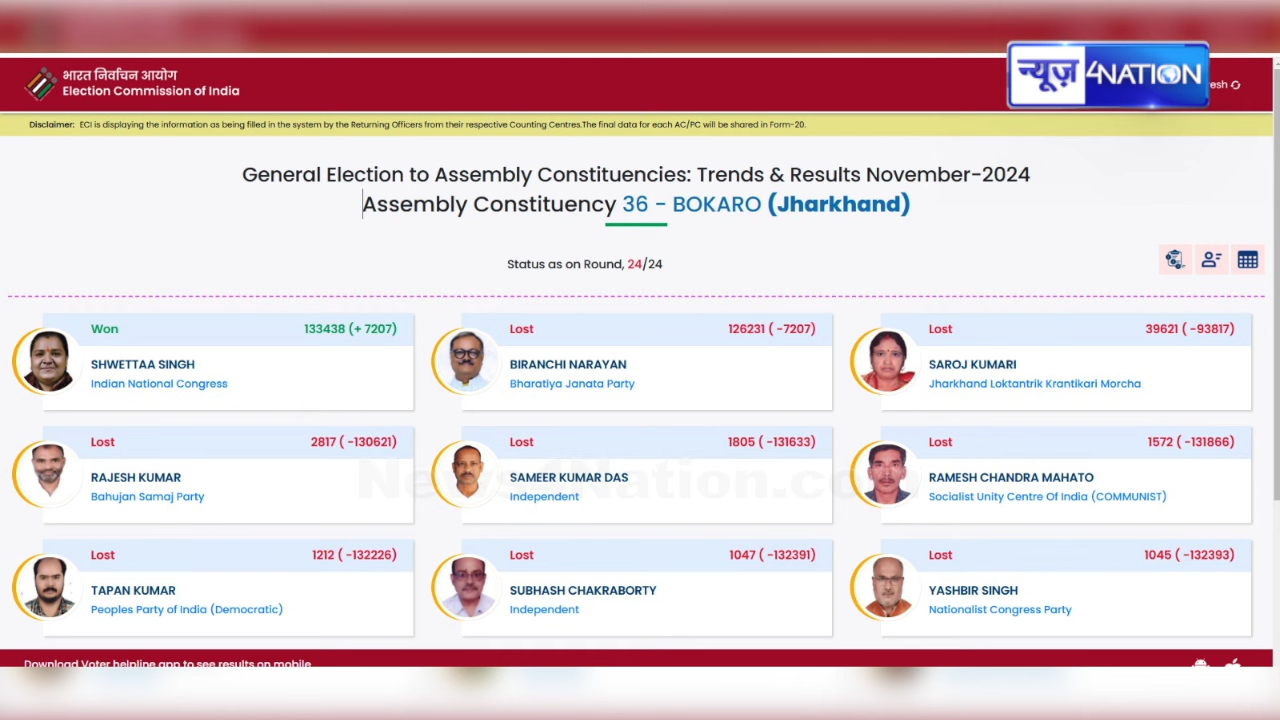 भारत निर्वाचन आयोग
Election Commission of India
न्यूज़ 4NATION
esh
Disclaimer: ECI is displaying the information as being filled in the system by the Returning Officers from their respective Counting Centres.The final data for each AC/PC will be shared in Form-20.
General Election to Assembly Constituencies: Trends & Results November-2024
Assembly Constituency 36 - BOKARO (Jharkhand)
Status as on Round, 24/24
Won 133438 (+ 7207)
SHWETTAA SINGH
Indian National Congress
Lost 126231 ( -7207)
BIRANCHI NARAYAN
Bharatiya Janata Party
Lost 39621 ( -93817)
SAROJ KUMARI
Jharkhand Loktantrik Krantikari Morcha
Lost 2817 ( -130621)
RAJESH KUMAR
Bahujan Samaj Party
Lost 1805 ( -131633)
SAMEER KUMAR DAS
Independent
Lost 1572 ( -131866)
RAMESH CHANDRA MAHATO
Socialist Unity Centre Of India (COMMUNIST)
News4Nation.com
Lost 1212 ( -132226)
TAPAN KUMAR
Peoples Party of India (Democratic)
Lost 1047 ( -132391)
SUBHASH CHAKRABORTY
Independent
Lost 1045 ( -132393)
YASHBIR SINGH
Nationalist Congress Party
Download Voter helpline app to see results on mobile